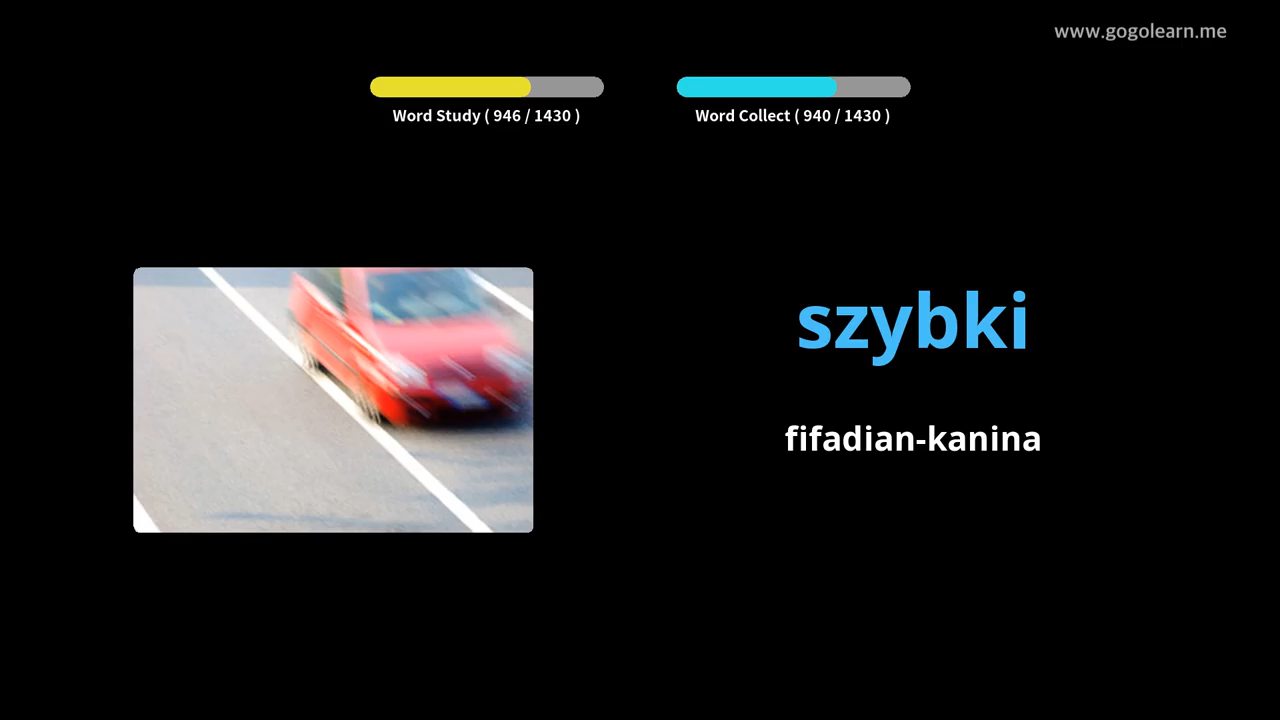 www.gogolearn.me
Word Study ( 946 / 1430 )
Word Collect ( 940 / 1430 )
szybki
fifadian-kanina